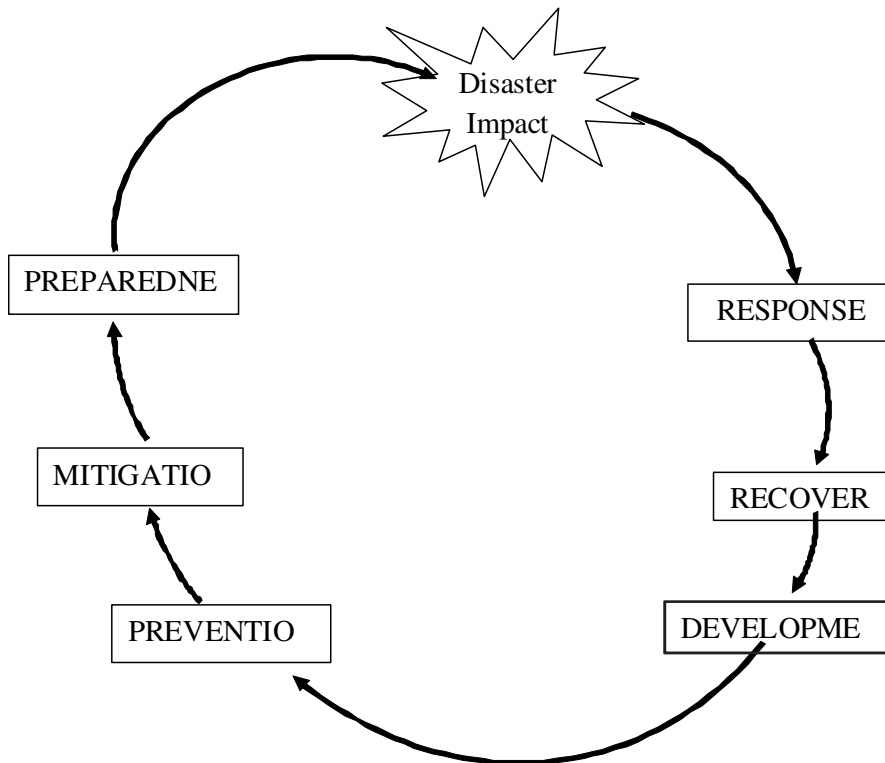 Disaster
Impact
RESPONSE
RECOVER
DEVELOPME
PREVENTIO
MITIGATIO
PREPAREDNE